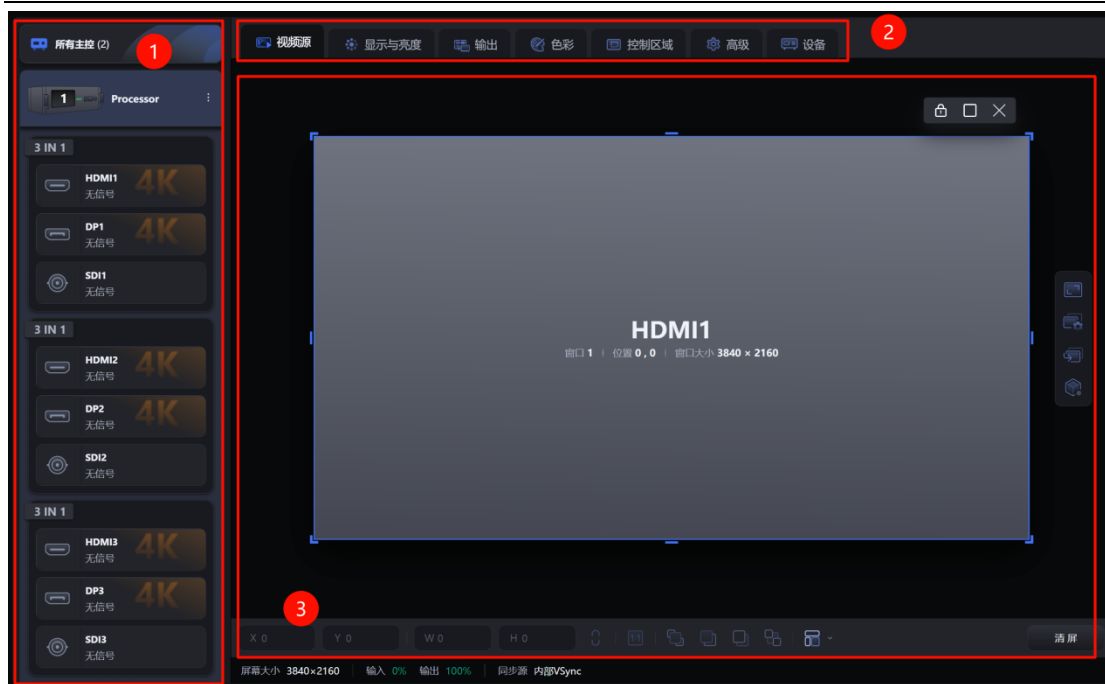 所有主控 (2)
1
视频源
显示与亮度
输出
色彩
控制区域
高级
设备
2
1
Processor
3 IN 1
HDMI1
无信号
4K
DP1
无信号
4K
SDI1
无信号
3 IN 1
HDMI2
无信号
4K
DP2
无信号
4K
SDI2
无信号
3 IN 1
HDMI3
无信号
4K
DP3
无信号
4K
SDI3
无信号
HDMI1
窗口 1 | 位置 0 , 0 | 窗口大小 3840 × 2160
3
X 0
Y 0
W 0
H 0
1:1
清屏
屏幕大小 3840×2160 | 输入 0% 输出 100% | 同步源 内部VSync